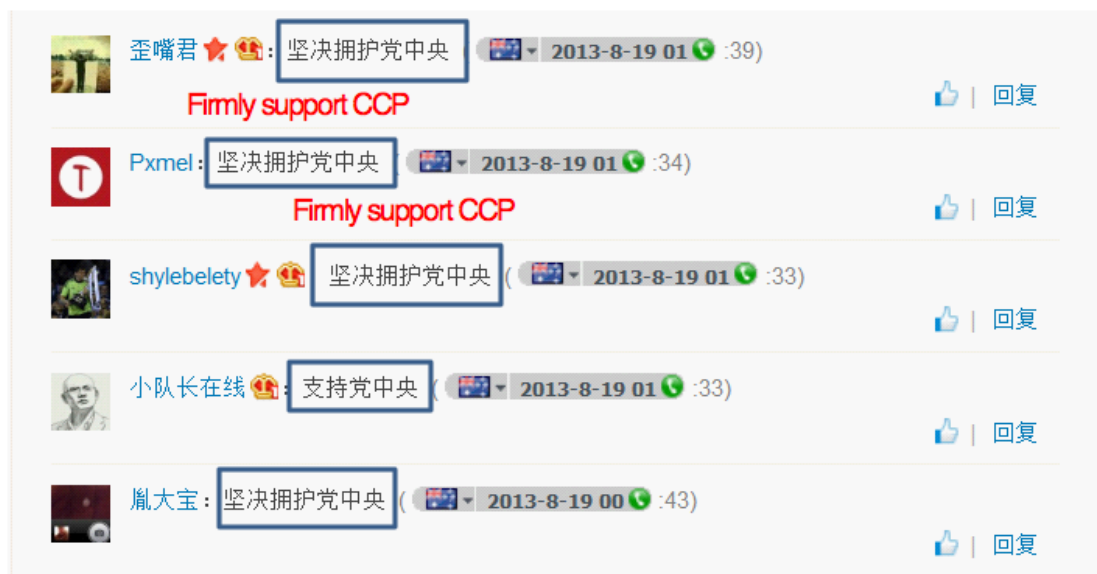 歪嘴君：坚决拥护党中央 ( 2013-8-19 01 :39)
Firmly support CCP
回复
Pxmel：坚决拥护党中央 ( 2013-8-19 01 :34)
Firmly support CCP
回复
shylebelety 坚决拥护党中央 ( 2013-8-19 01 :33)
回复
小队长在线：支持党中央 ( 2013-8-19 01 :33)
回复
胤大宝：坚决拥护党中央 ( 2013-8-19 00 :43)
回复